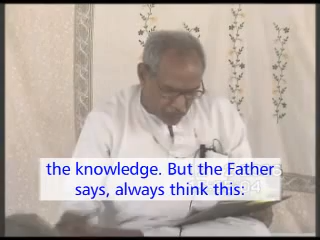 the knowledge. But the Father
says, always think this: